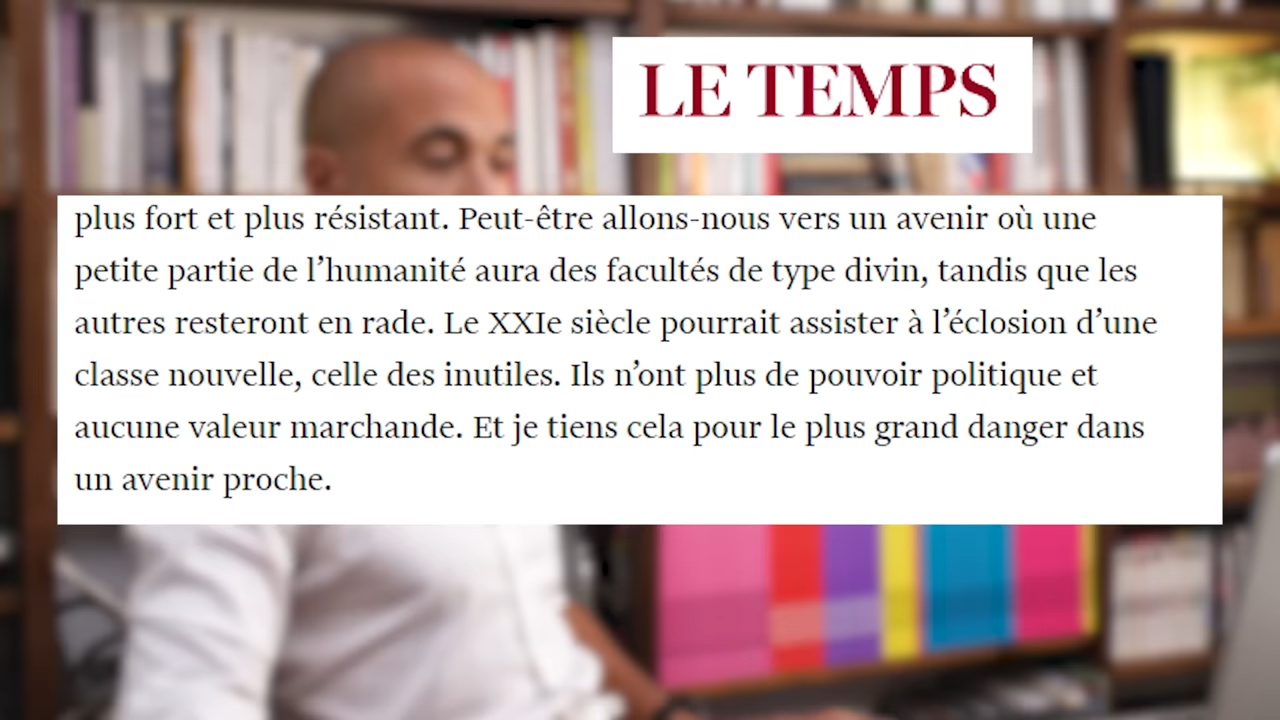 LE TEMPS
plus fort et plus résistant. Peut-être allons-nous vers un avenir où une
petite partie de l’humanité aura des facultés de type divin, tandis que les
autres resteront en rade. Le XXIe siècle pourrait assister à l’éclosion d’une
classe nouvelle, celle des inutiles. Ils n’ont plus de pouvoir politique et
aucune valeur marchande. Et je tiens cela pour le plus grand danger dans
un avenir proche.